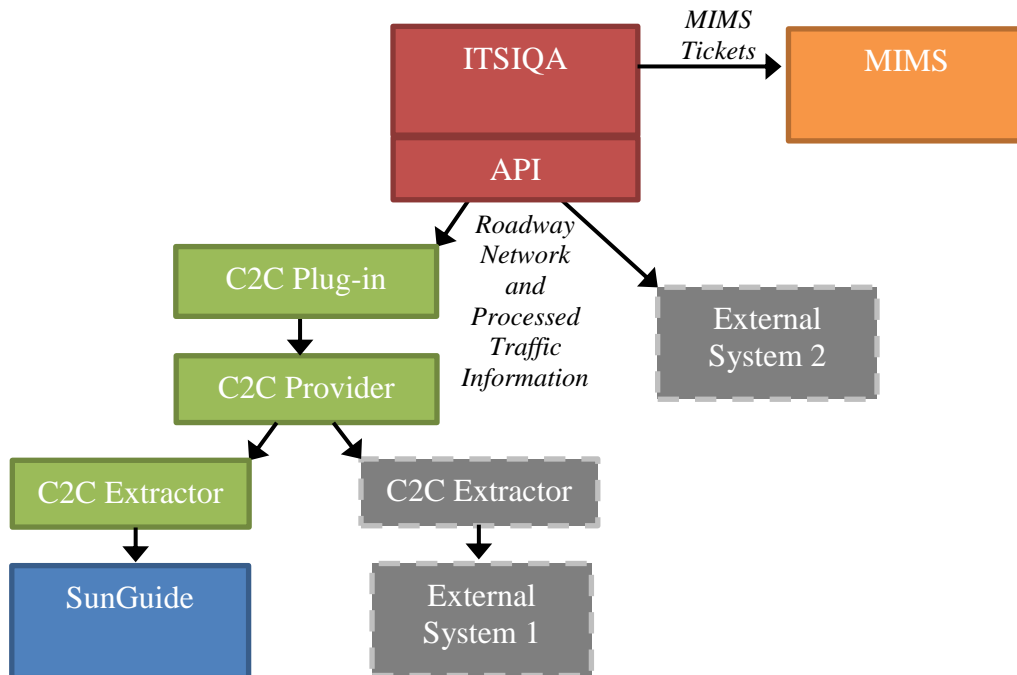 ITSIQA
MIMS
Tickets
MIMS
API
Roadway
Network
and
Processed
Traffic
Information
C2C Plug-in
External
System 2
C2C Provider
C2C Extractor
C2C Extractor
SunGuide
External
System 1